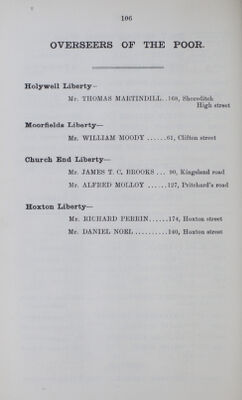 106
OVERSEERS OF THE POOR.
Holywell Liberty—
Mr. THOMAS MARTINDILL..168, Shoreditch
High street
Moorfields Liberty—
Mr. WILLIAM MOODY ......61, Clifton street
Church End Liberty—
Mr. JAMES T. C. BROOKS ... 90, Kingsland road
Mr. ALFRED MOLLOY ......127, Pritchard's road
Hoxton Liberty—
Mr. RICHARD PERRIN......174, Hoxton street
Mr. DANIEL NOEL..........140, Hoxton street